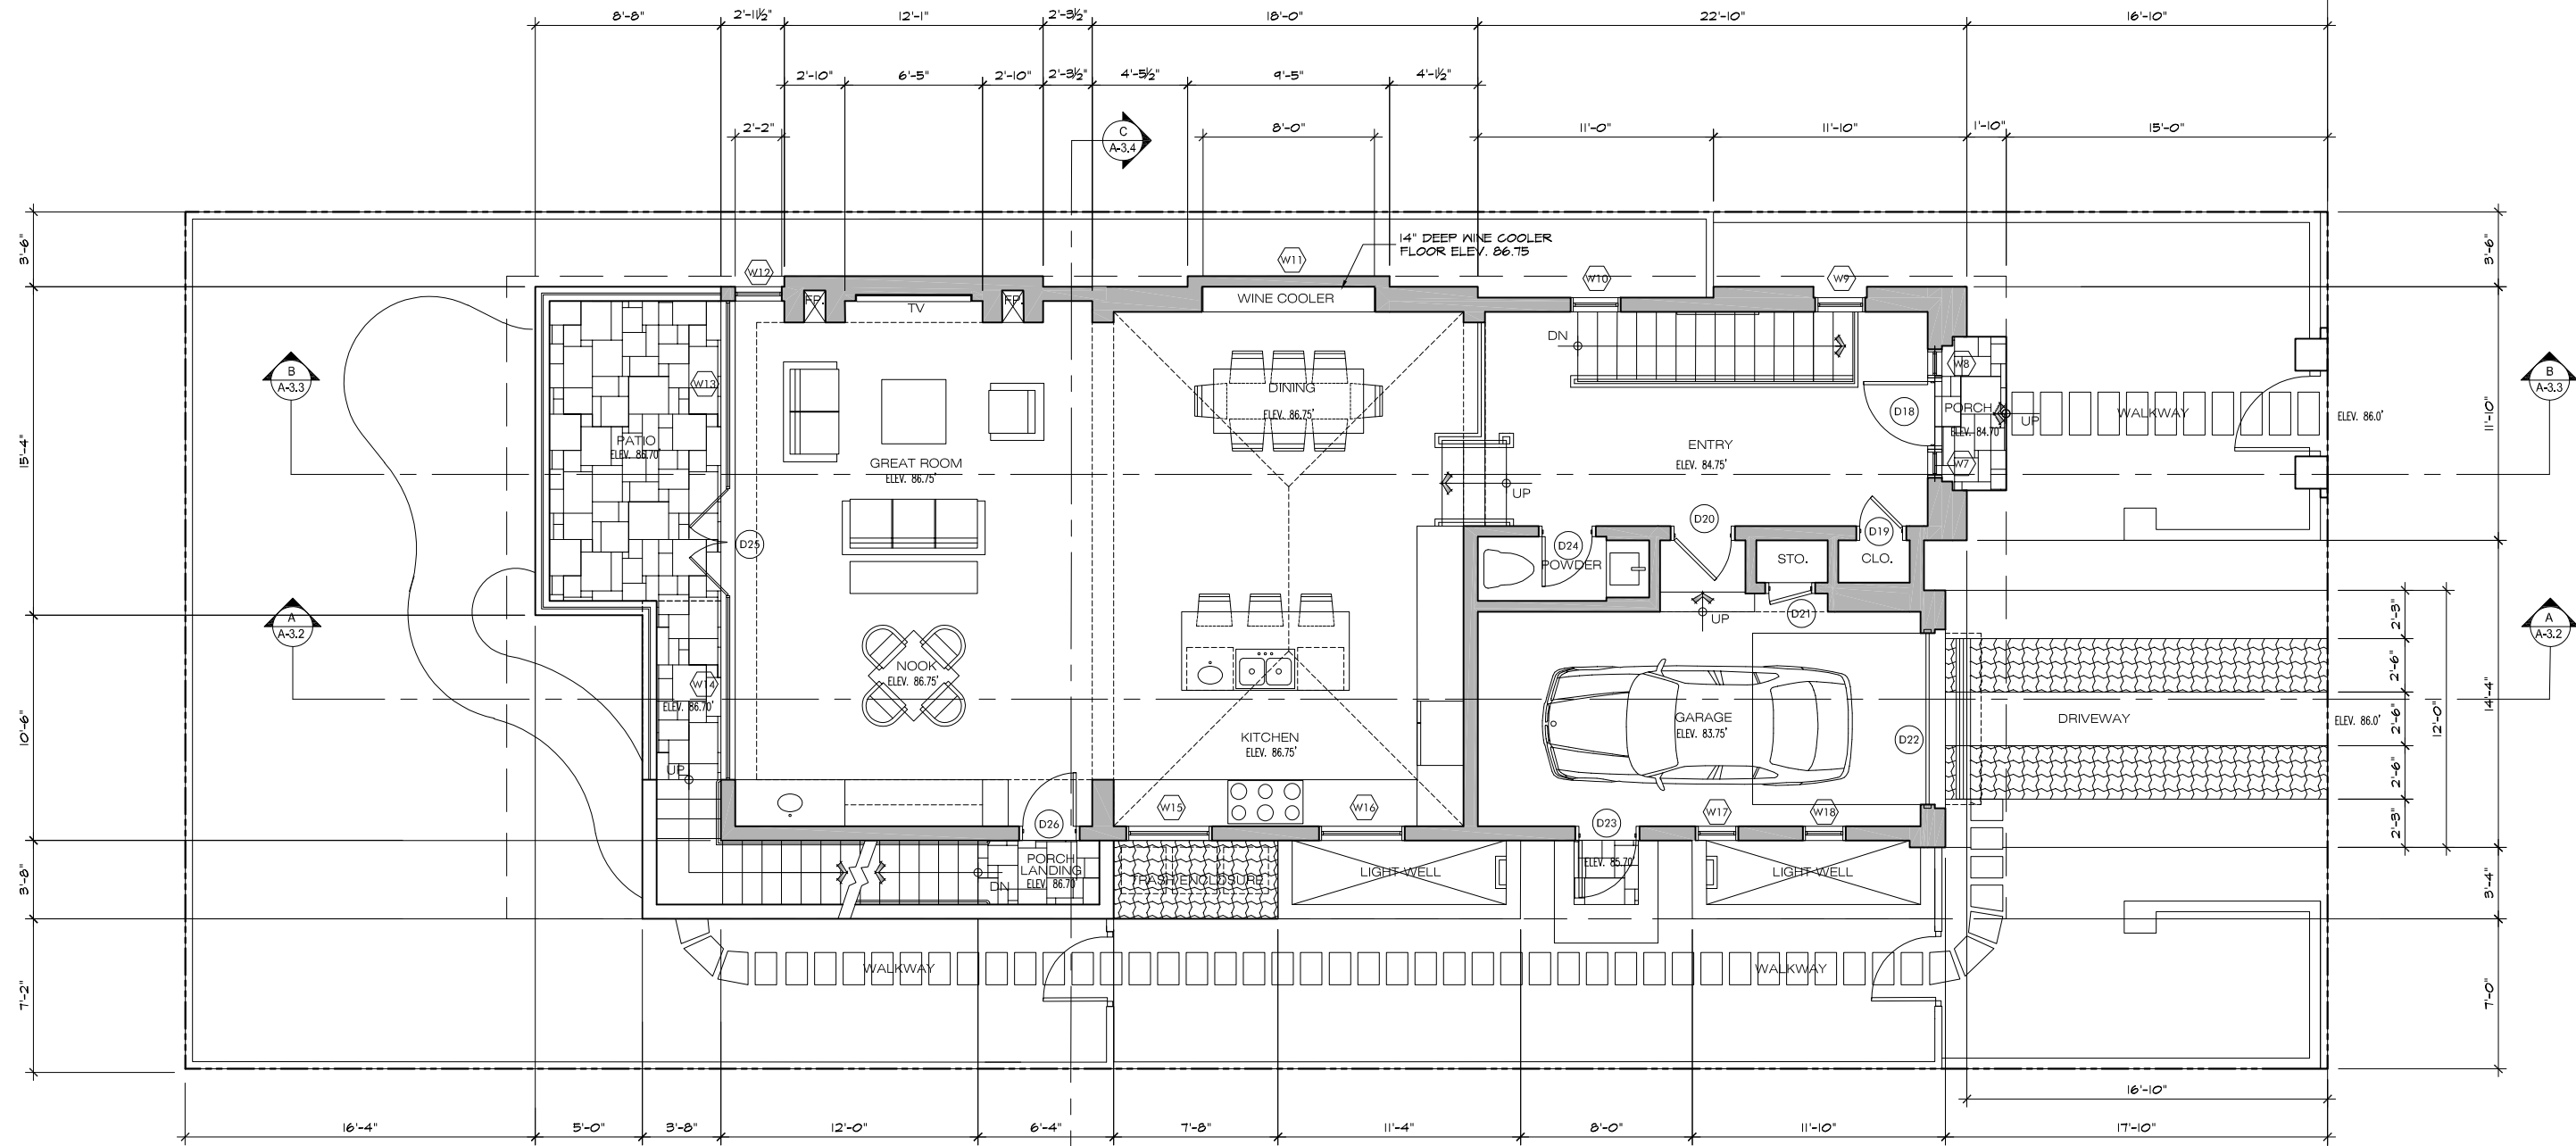 8'-8"
2'-11½"
12'-1"
2'-3½"
18'-0"
22'-10"
16'-10"
2'-10"
6'-5"
2'-10"
2'-3½"
4'-5½"
9'-5"
4'-1½"
2'-2"
C
A-3.4
8'-0"
11'-0"
11'-10"
1'-10"
15'-0"
3'-6"
14" DEEP WINE COOLER
FLOOR ELEV. 86.75
3'-6"
W12
W11
W10
W9
FP.
TV
FP.
WINE COOLER
DN
B
A-3.3
W13
DINING
ELEV. 86.75'
W8
D18
PORCH
ELEV. 84.70'
UP
WALKWAY
ELEV. 86.0'
B
A-3.3
11'-10"
15'-4"
PATIO
ELEV. 86.70'
GREAT ROOM
ELEV. 86.75'
ENTRY
ELEV. 84.75'
W7
UP
D25
D24
POWDER
D20
STO.
D19
CLO.
A
A-3.2
D21
UP
2'-3"
A
A-3.2
NOOK
ELEV. 86.75'
W14
ELEV. 86.70'
2'-6"
10'-6"
KITCHEN
ELEV. 86.75'
GARAGE
ELEV. 83.75'
D22
DRIVEWAY
ELEV. 86.0'
2'-6"
12'-0"
14'-4"
UP
2'-6"
W15
W16
D26
D23
W17
W18
2'-3"
3'-8"
PORCH
LANDING
ELEV. 86.70'
DN
TRASH ENCLOSURE
LIGHT WELL
ELEV. 85.70'
LIGHT WELL
3'-4"
7'-2"
WALKWAY
WALKWAY
7'-0"
16'-10"
16'-4"
5'-0"
3'-8"
12'-0"
6'-4"
7'-8"
11'-4"
8'-0"
11'-10"
17'-10"